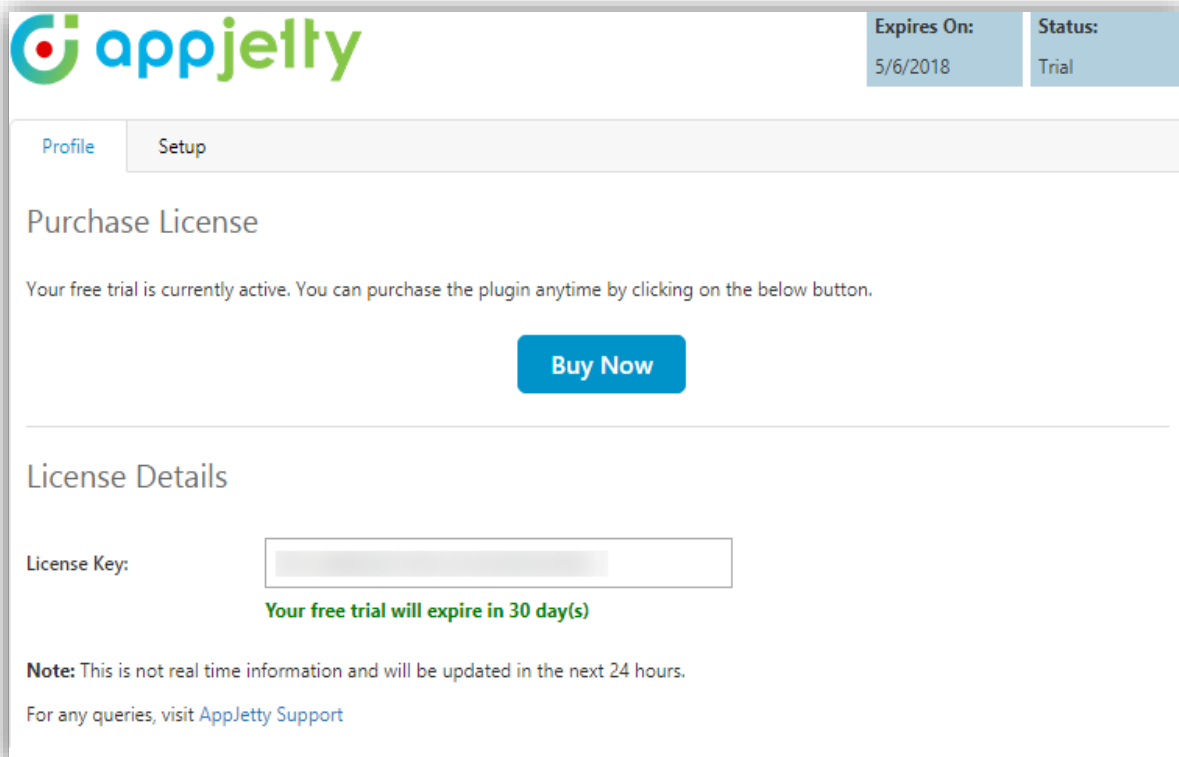 appjetty
Expires On:
5/6/2018
Status:
Trial
Profile
Setup
Purchase License
Your free trial is currently active. You can purchase the plugin anytime by clicking on the below button.
Buy Now
License Details
License Key:
Your free trial will expire in 30 day(s)
Note: This is not real time information and will be updated in the next 24 hours.
For any queries, visit AppJetty Support